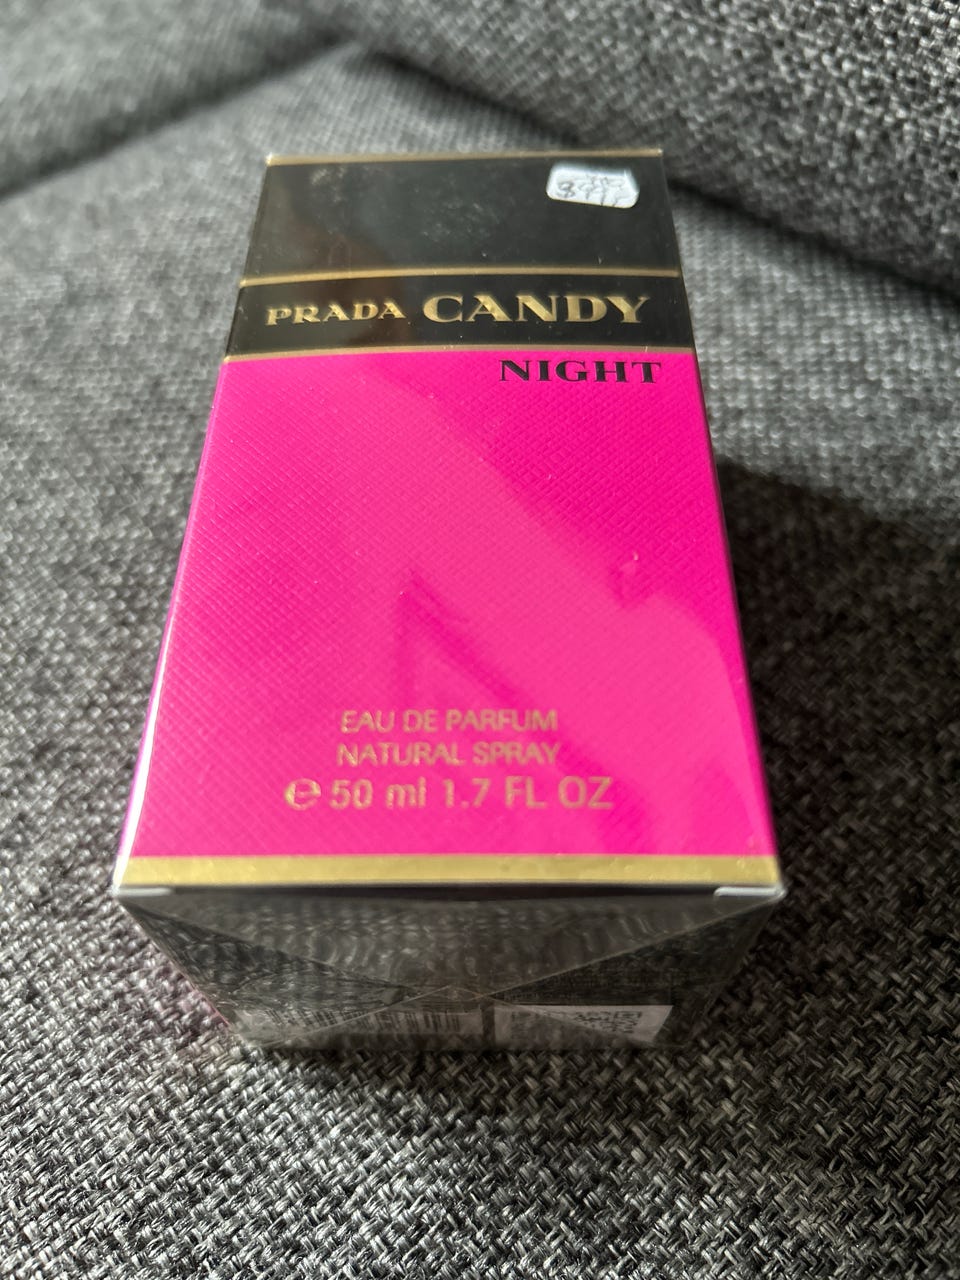 PRADA CANDY
NIGHT
EAU DE PARFUM
NATURAL SPRAY
℮ 50 ml 1.7 FL OZ